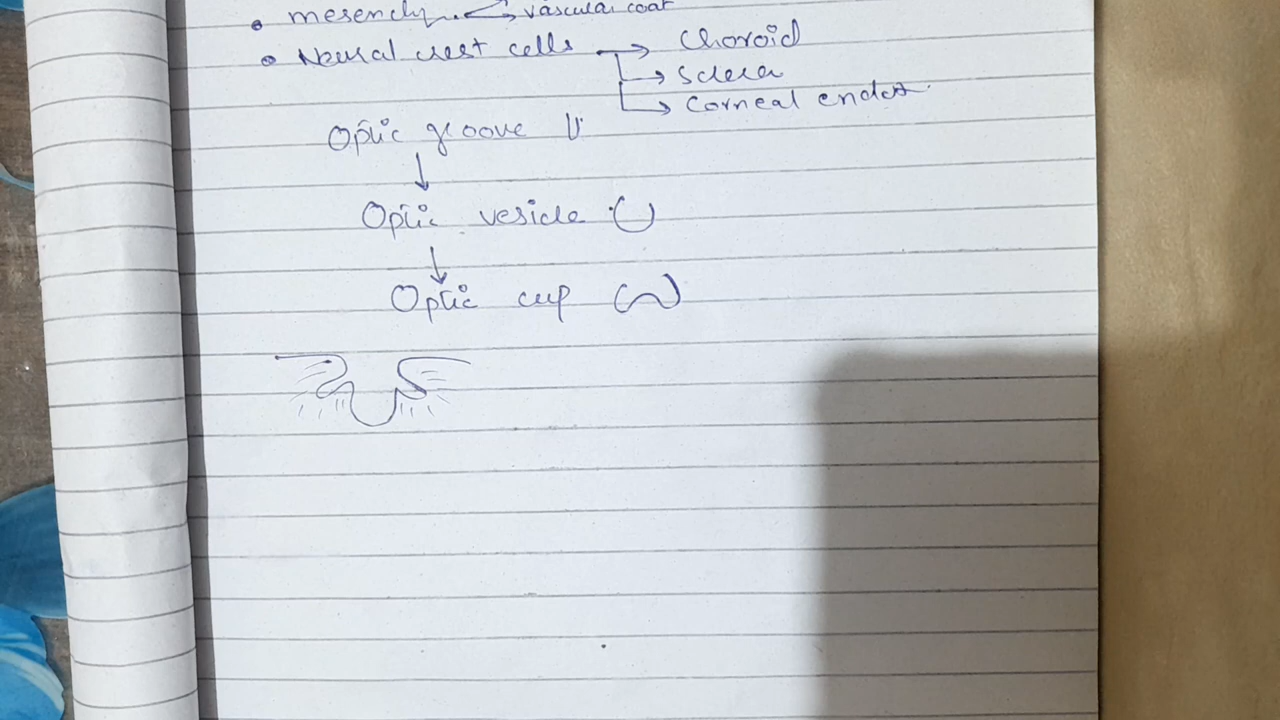 mesenchy → vascular coat
Neural crest cells → Choroid
→ Sclera
→ Corneal endot
Optic groove
↓
Optic vesicle
↓
Optic cup